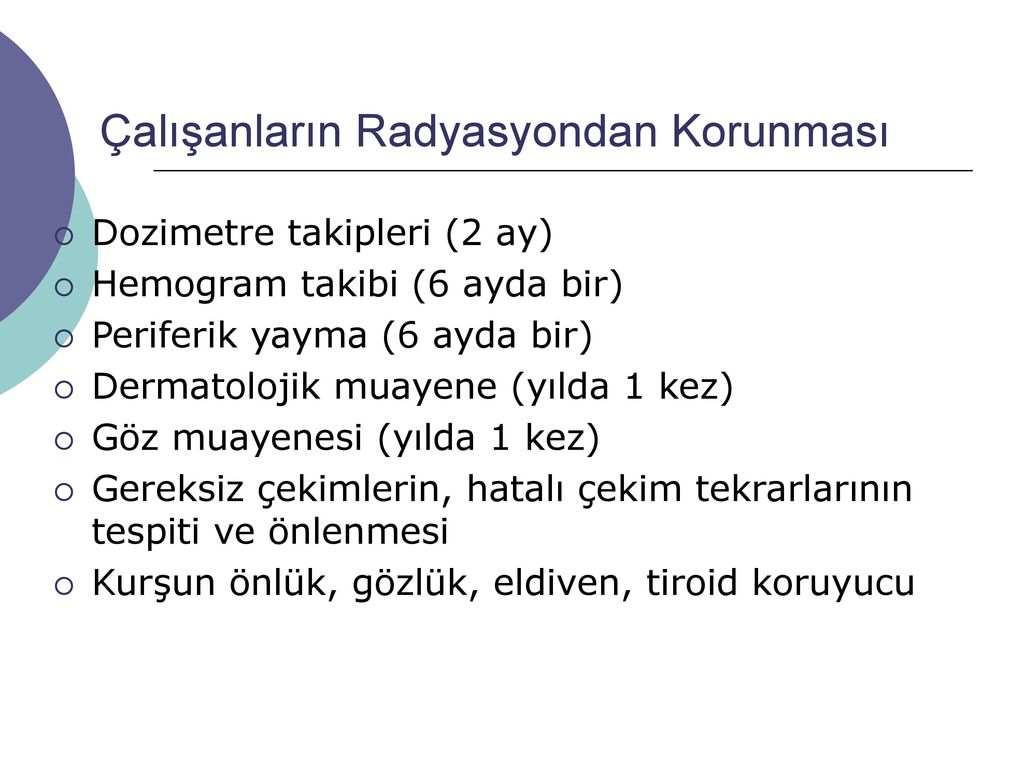 Çalışanların Radyasyondan Korunması
Dozimetre takipleri (2 ay)
Hemogram takibi (6 ayda bir)
Periferik yayma (6 ayda bir)
Dermatolojik muayene (yılda 1 kez)
Göz muayenesi (yılda 1 kez)
Gereksiz çekimlerin, hatalı çekim tekrarlarının
tespiti ve önlenmesi
Kurşun önlük, gözlük, eldiven, tiroid koruyucu